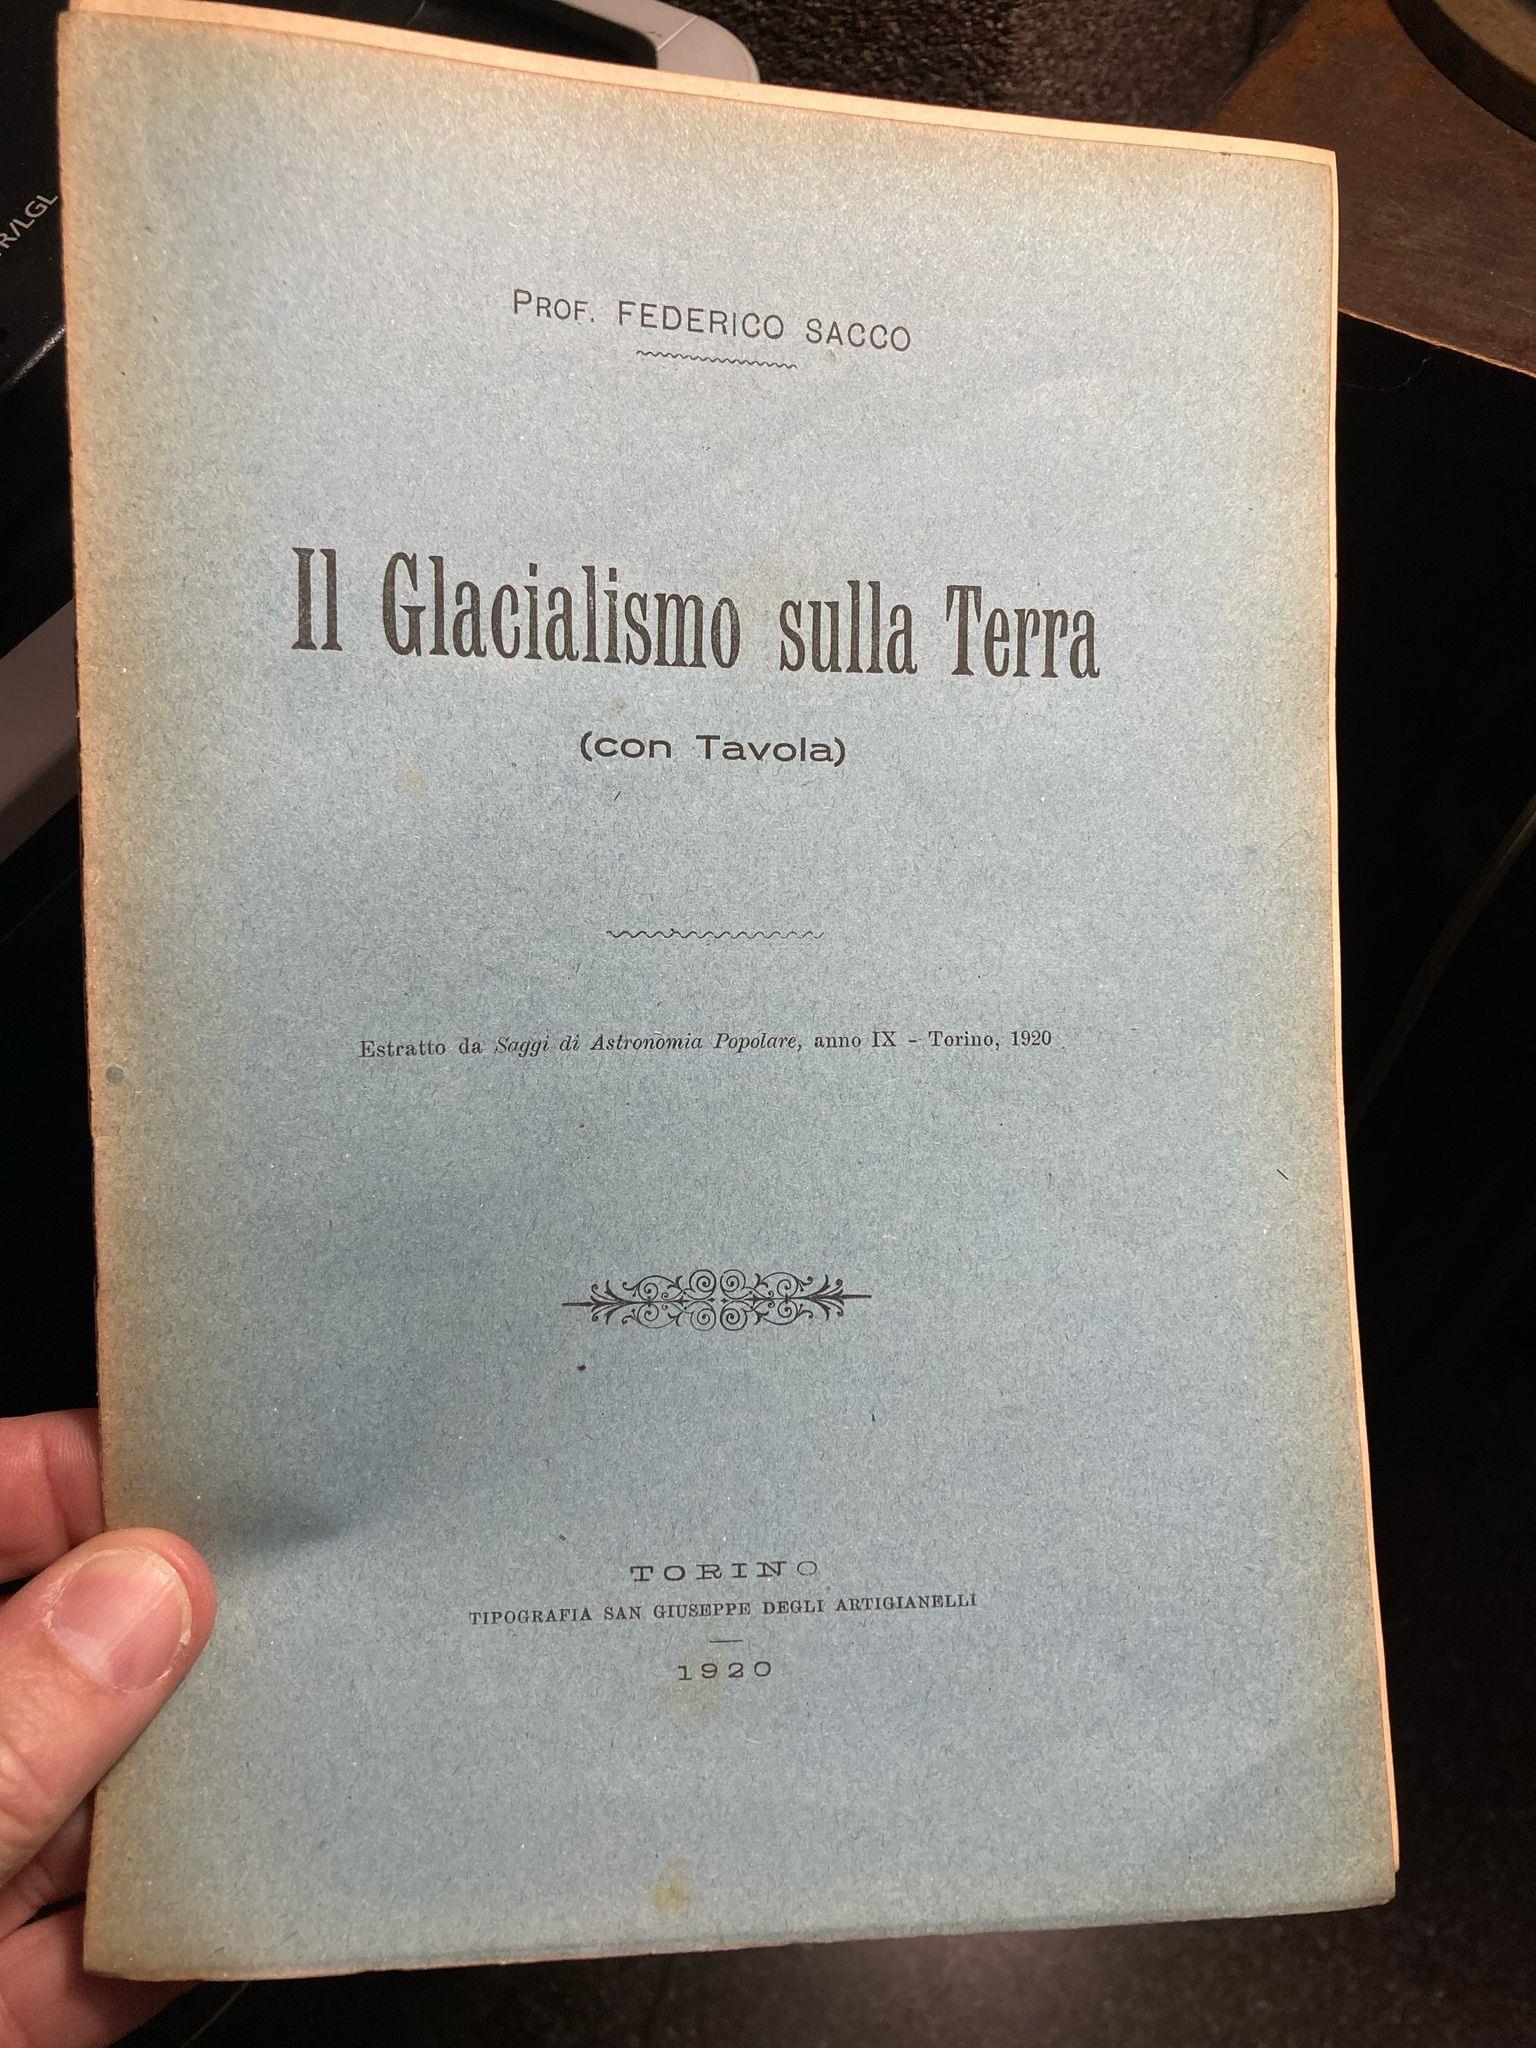 R/LGL
Prof. FEDERICO SACCO
Il Glacialismo sulla Terra
(con Tavola)
Estratto da Saggi di Astronomia Popolare, anno IX - Torino, 1920
TORINO
TIPOGRAFIA SAN GIUSEPPE DEGLI ARTIGIANELLI
1920